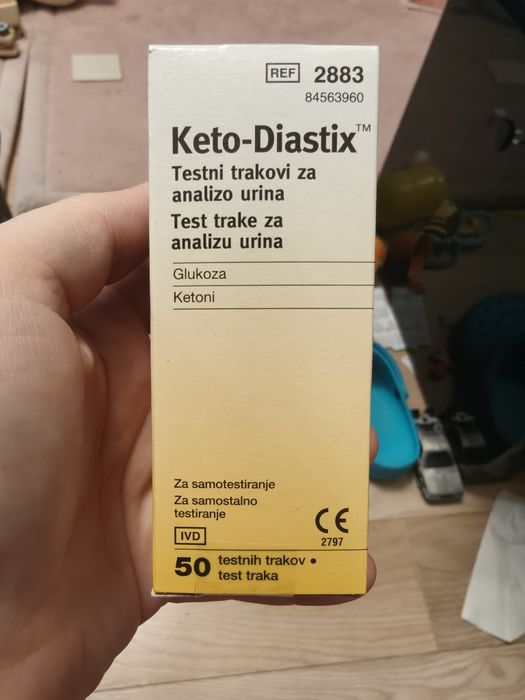 REF 2883
84563960
Keto-Diastix™
Testni trakovi za
analizo urina
Test trake za
analizu urina
Glukoza
Ketoni
Za samotestiranje
Za samostalno
testiranje
IVD
CE
2797
50 testnih trakov •
test traka